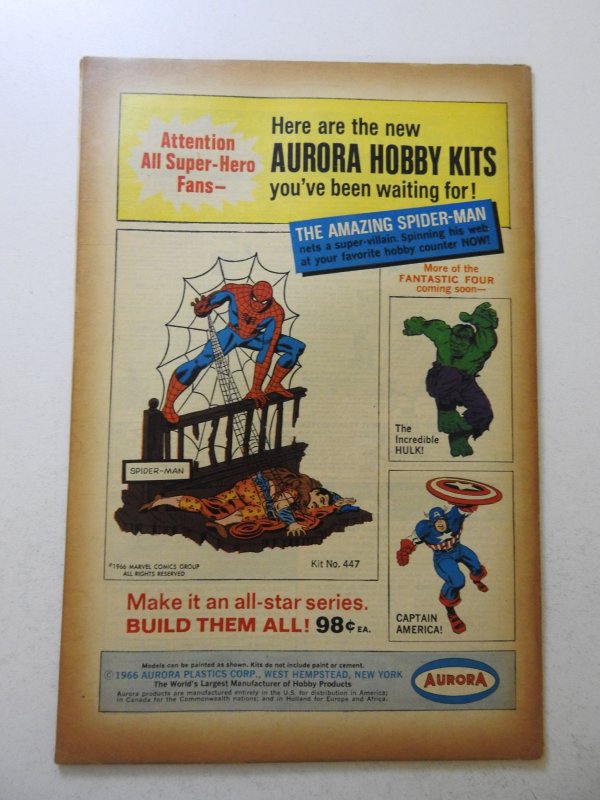 Attention
All Super-Hero
Fans—
Here are the new
AURORA HOBBY KITS
you've been waiting for!
THE AMAZING SPIDER-MAN
nets a super-villain. Spinning his web
at your favorite hobby counter NOW!
More of the
FANTASTIC FOUR
coming soon—
The
Incredible
HULK!
SPIDER-MAN
©1966 MARVEL COMICS GROUP
ALL RIGHTS RESERVED
Kit No. 447
CAPTAIN
AMERICA!
Make it an all-star series.
BUILD THEM ALL! 98¢ EA.
Models can be painted as shown. Kits do not include paint or cement.
© 1966 AURORA PLASTICS CORP., WEST HEMPSTEAD, NEW YORK
The World's Largest Manufacturer of Hobby Products
Aurora products are manufactured entirely in the U.S. for distribution in America;
in Canada for the Commonwealth nations; and in Holland for Europe and Africa.
AURORA